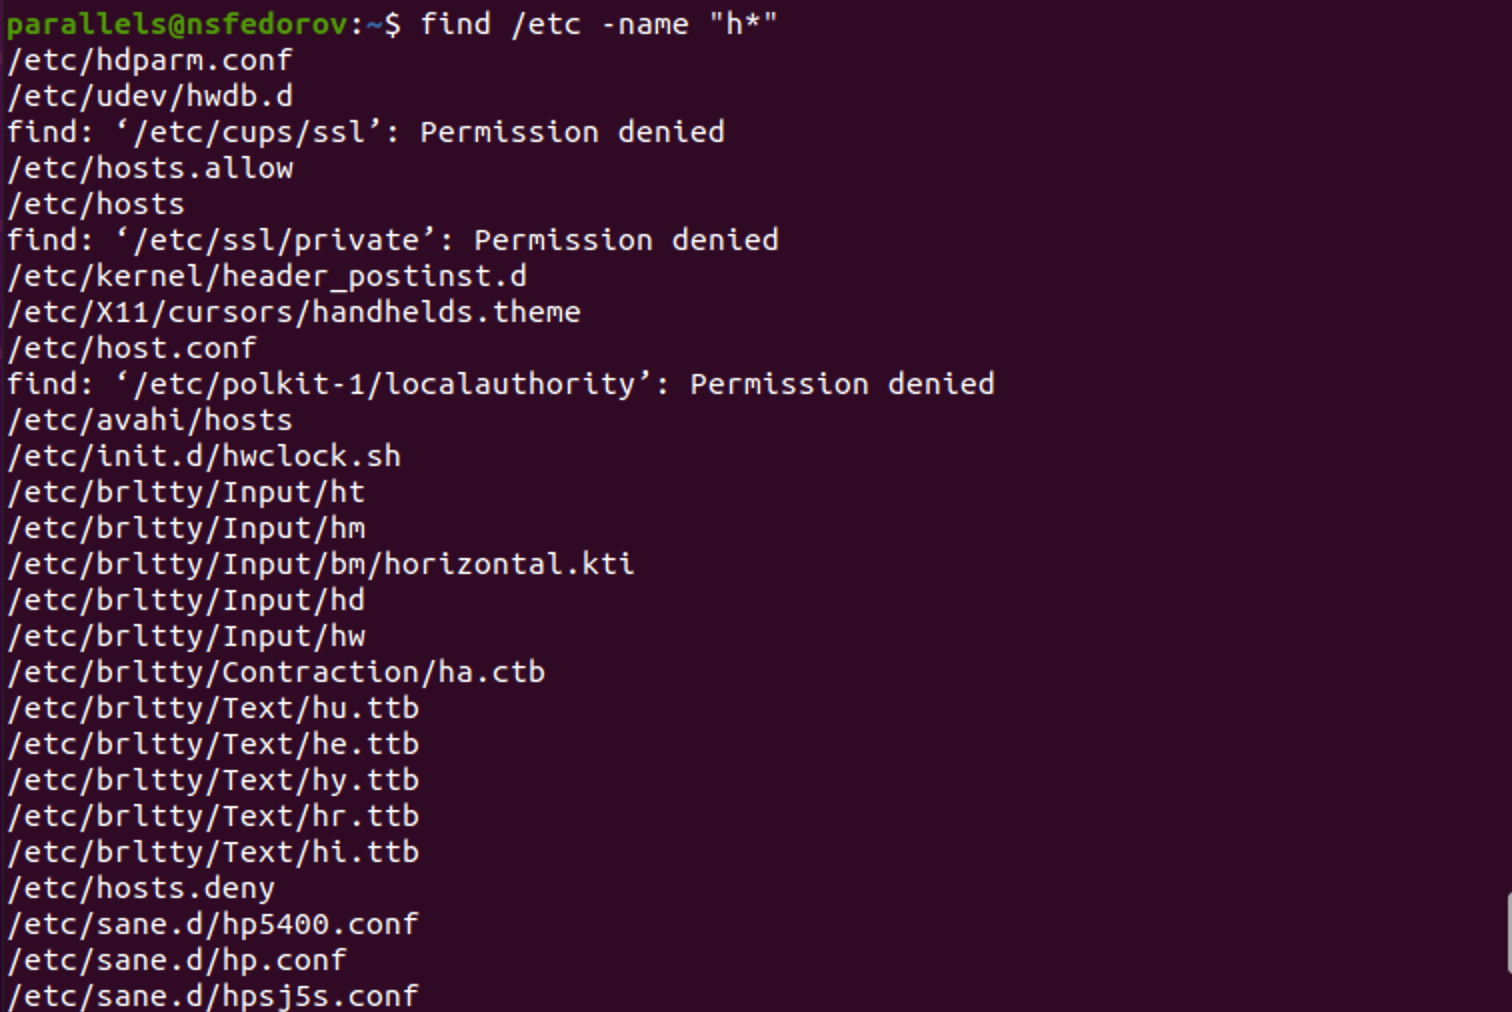 parallels@nsfedorov:~$ find /etc -name "h*"
/etc/hdparm.conf
/etc/udev/hwdb.d
find: ‘/etc/cups/ssl’: Permission denied
/etc/hosts.allow
/etc/hosts
find: ‘/etc/ssl/private’: Permission denied
/etc/kernel/header_postinst.d
/etc/X11/cursors/handhelds.theme
/etc/host.conf
find: ‘/etc/polkit-1/localauthority’: Permission denied
/etc/avahi/hosts
/etc/init.d/hwclock.sh
/etc/brltty/Input/ht
/etc/brltty/Input/hm
/etc/brltty/Input/bm/horizontal.kti
/etc/brltty/Input/hd
/etc/brltty/Input/hw
/etc/brltty/Contraction/ha.ctb
/etc/brltty/Text/hu.ttb
/etc/brltty/Text/he.ttb
/etc/brltty/Text/hy.ttb
/etc/brltty/Text/hr.ttb
/etc/brltty/Text/hi.ttb
/etc/hosts.deny
/etc/sane.d/hp5400.conf
/etc/sane.d/hp.conf
/etc/sane.d/hpsj5s.conf